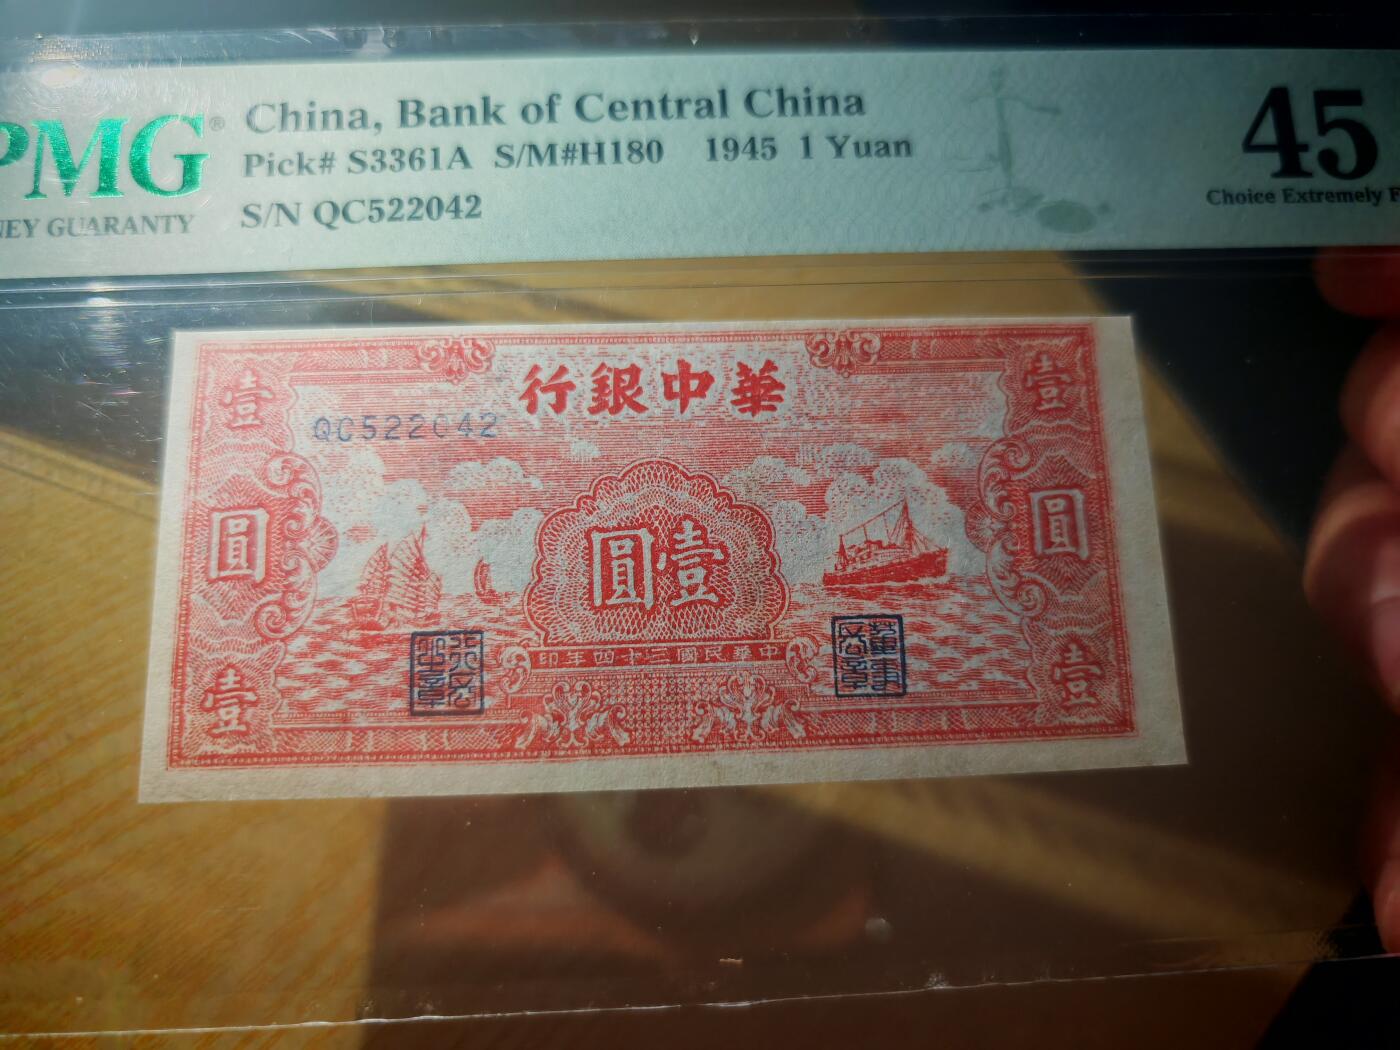 PMG®
NEY GUARANTY
China, Bank of Central China
Pick# S3361A S/M#H180 1945 1 Yuan
S/N QC522042
45
Choice Extremely F
華中銀行
壹
壹
QC522042
圓
壹圓
圓
中華民國三十四年印
壹
壹